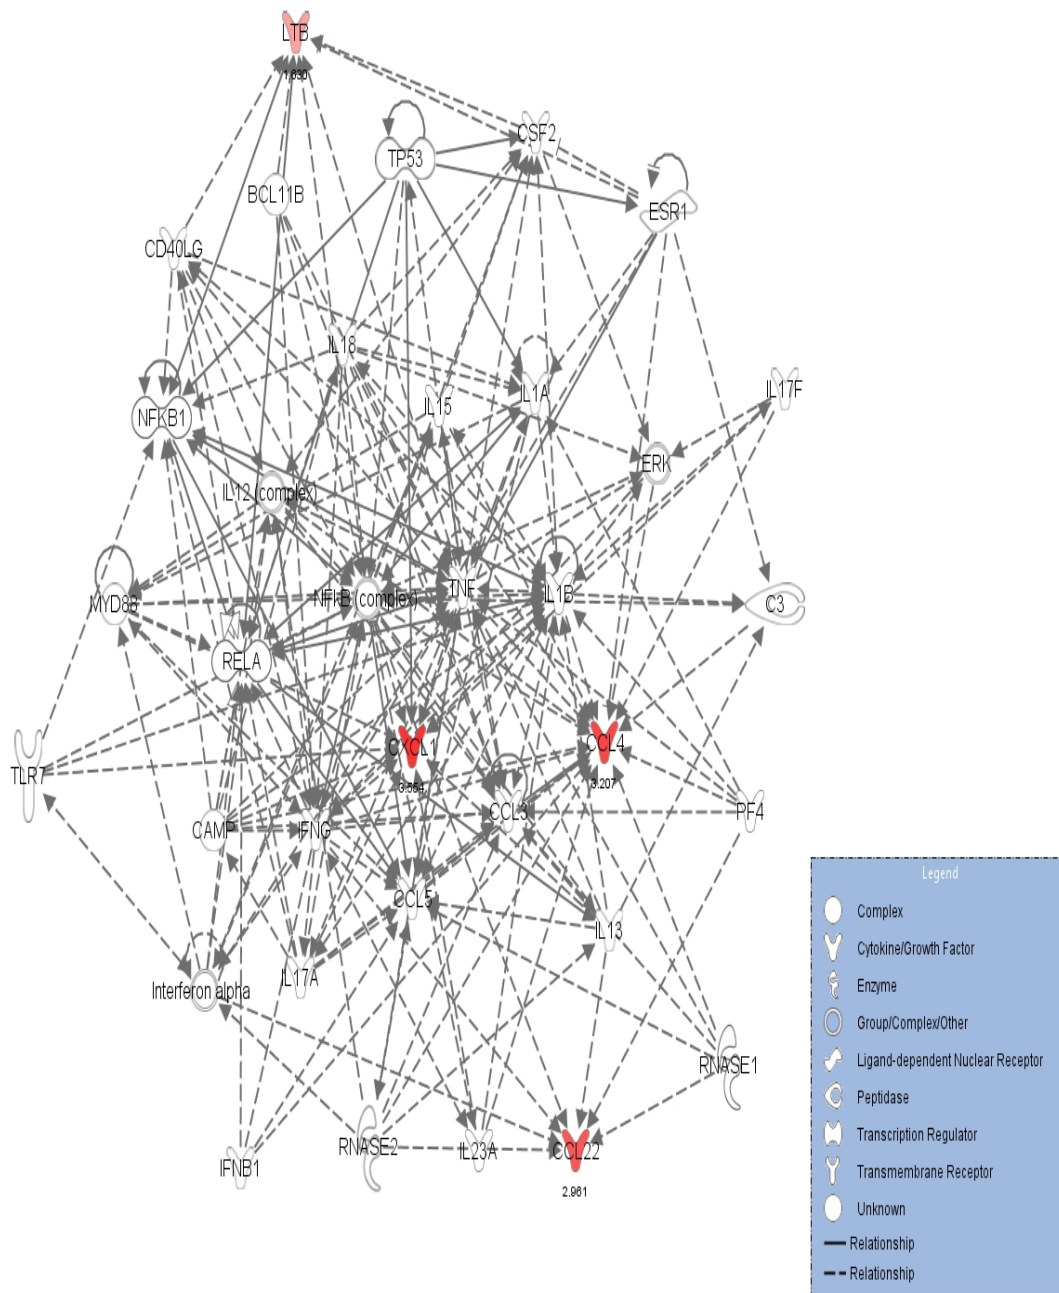 LTB
1.630
CSF2
TP53
BCL11B
ESR1
CD40LG
IL18
IL15
IL1A
IL17F
NFKB1
ERK
IL12 (complex)
MYD88
NFkB (complex)
TNF
IL1B
C3
RELA
CXCL1
3.554
CCL4
3.207
TLR7
CCL3
PF4
CAMP
IFNG
CCL5
IL13
IL17A
Interferon alpha
RNASE1
RNASE2
IL23A
CCL22
2.961
IFNB1
Legend
Complex
Cytokine/Growth Factor
Enzyme
Group/Complex/Other
Ligand-dependent Nuclear Receptor
Peptidase
Transcription Regulator
Transmembrane Receptor
Unknown
Relationship
Relationship